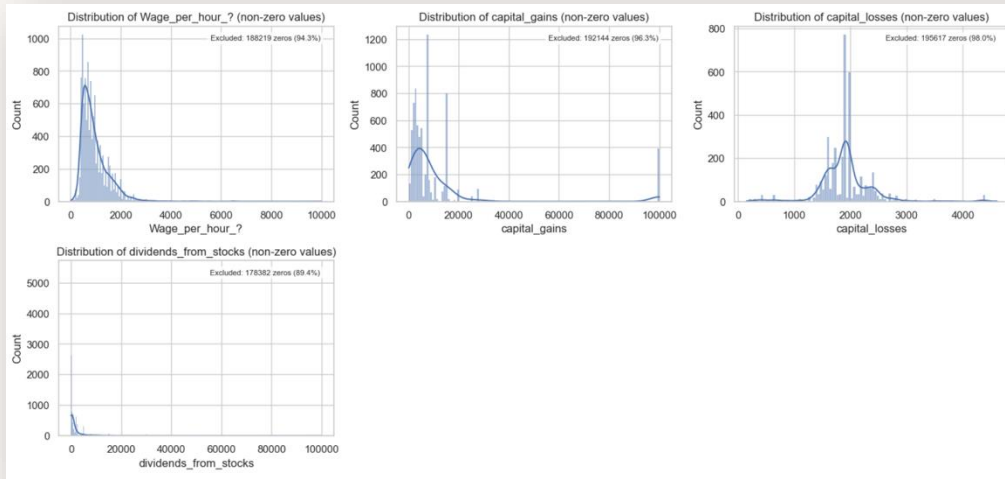 Distribution of Wage_per_hour_? (non-zero values)
Excluded: 188219 zeros (94.3%)
1000
800
600
400
200
0
Count
0 2000 4000 6000 8000 10000
Wage_per_hour_?
Distribution of capital_gains (non-zero values)
Excluded: 192144 zeros (96.3%)
1200
1000
800
600
400
200
0
Count
0 20000 40000 60000 80000 100000
capital_gains
Distribution of capital_losses (non-zero values)
Excluded: 195617 zeros (98.0%)
800
600
400
200
0
Count
0 1000 2000 3000 4000
capital_losses
Distribution of dividends_from_stocks (non-zero values)
Excluded: 178382 zeros (89.4%)
5000
4000
3000
2000
1000
0
Count
0 20000 40000 60000 80000 100000
dividends_from_stocks